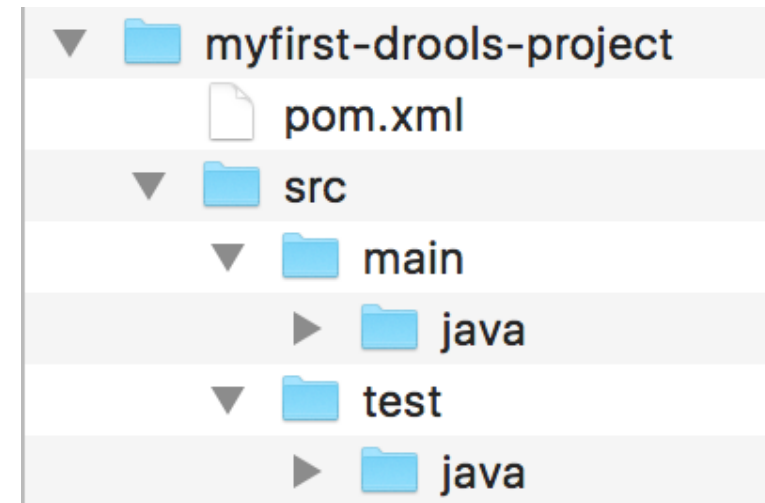 myfirst-drools-project
pom.xml
src
main
java
test
java